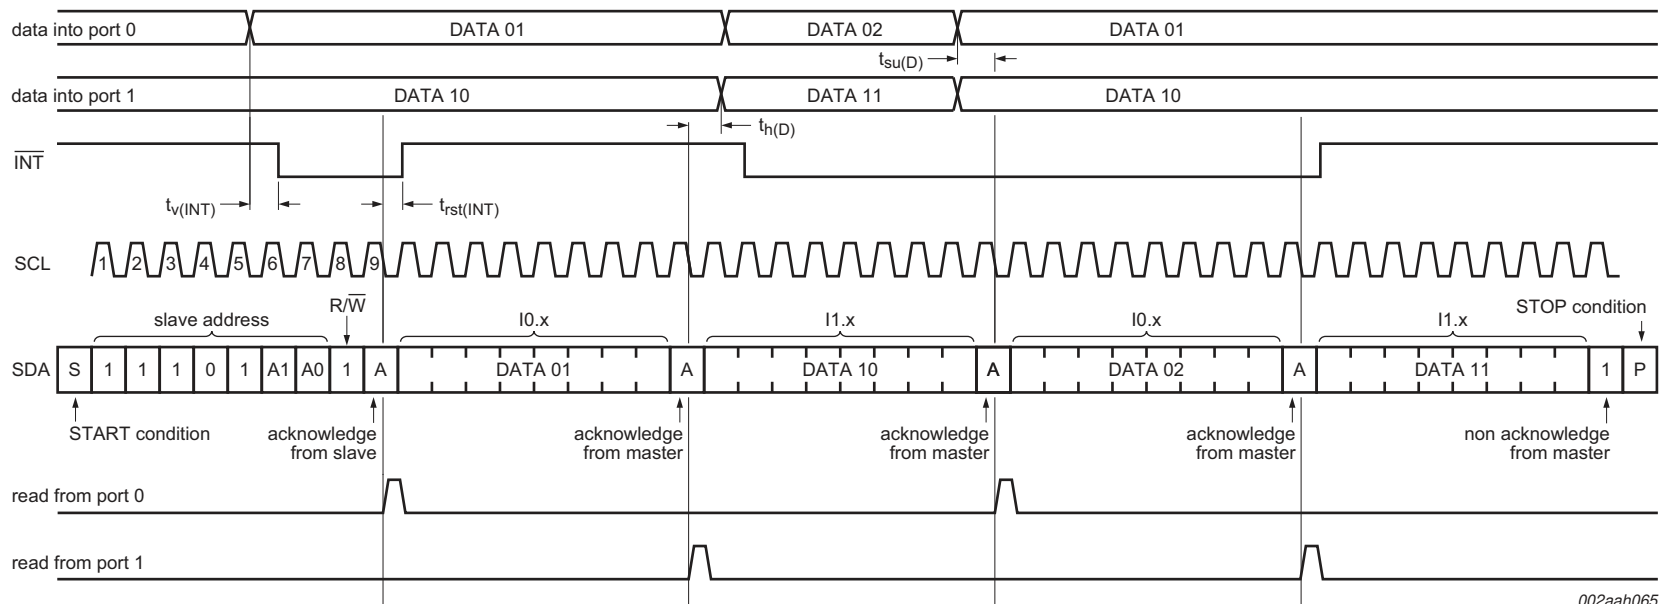 data into port 0 DATA 01 DATA 02 DATA 01
tsu(D)
data into port 1 DATA 10 DATA 11 DATA 10
th(D)
INT
tv(INT) trst(INT)
SCL 1 2 3 4 5 6 7 8 9
R/W STOP condition
slave address I0.x I1.x I0.x I1.x
SDA S 1 1 1 0 1 A1 A0 1 A DATA 01 A DATA 10 A DATA 02 A DATA 11 1 P
START condition acknowledge acknowledge acknowledge acknowledge non acknowledge
from slave from master from master from master from master
read from port 0
read from port 1
002aah065